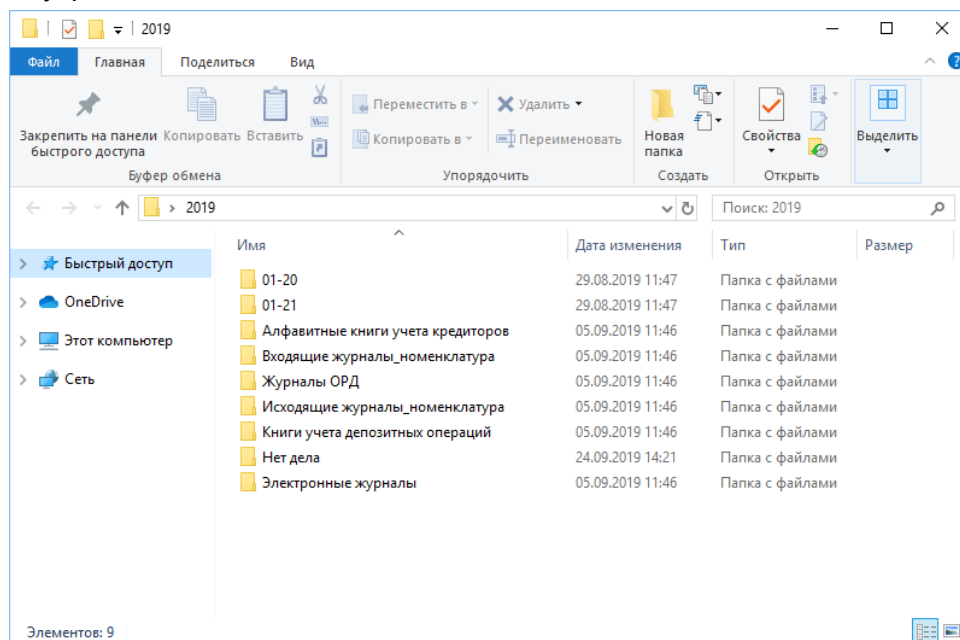 2019
Файл Главная Поделиться Вид
Закрепить на панели быстрого доступа
Копировать
Вставить
Буфер обмена
Переместить в
Копировать в
Удалить
Переименовать
Упорядочить
Новая папка
Создать
Свойства
Открыть
Выделить
2019
Поиск: 2019
Быстрый доступ
OneDrive
Этот компьютер
Сеть
Имя Дата изменения Тип Размер
01-20 29.08.2019 11:47 Папка с файлами
01-21 29.08.2019 11:47 Папка с файлами
Алфавитные книги учета кредиторов 05.09.2019 11:46 Папка с файлами
Входящие журналы_номенклатура 05.09.2019 11:46 Папка с файлами
Журналы ОРД 05.09.2019 11:46 Папка с файлами
Исходящие журналы_номенклатура 05.09.2019 11:46 Папка с файлами
Книги учета депозитных операций 05.09.2019 11:46 Папка с файлами
Нет дела 24.09.2019 14:21 Папка с файлами
Электронные журналы 05.09.2019 11:46 Папка с файлами
Элементов: 9